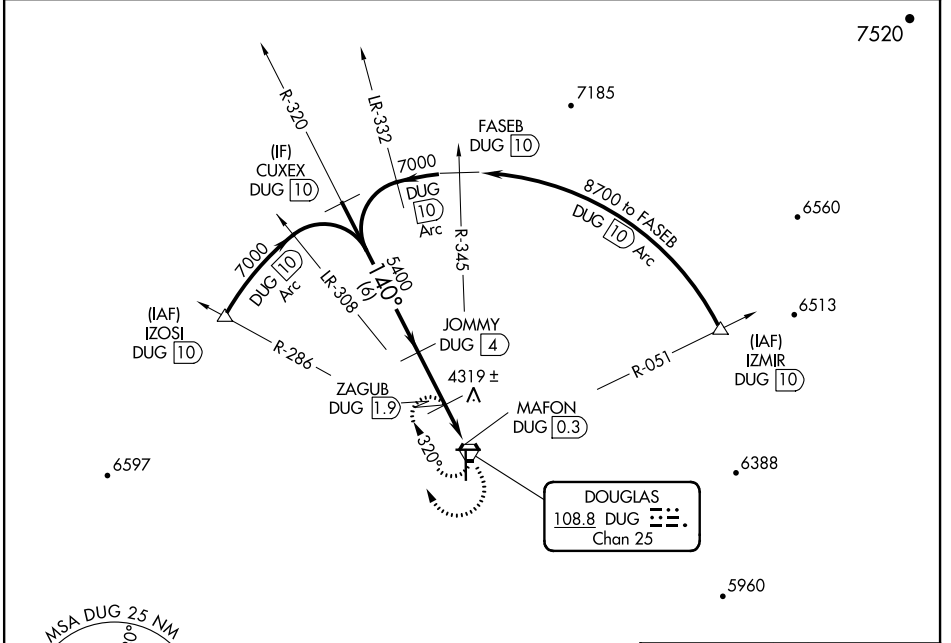 7520
7185
R-320
LR-332
FASEB
DUG 10
(IF)
CUXEX
DUG 10
7000
DUG
10
Arc
8700 to FASEB
DUG 10 Arc
6560
7000
DUG 10
Arc
LR-308
5400
140°
(6)
R-345
(IAF)
IZOSI
DUG 10
R-286
JOMMY
DUG 4
6513
(IAF)
IZMIR
DUG 10
R-051
ZAGUB
DUG 1.9
4319 ±
MAFON
DUG 0.3
320°
6597
6388
DOUGLAS
108.8 DUG
Chan 25
5960
MSA DUG 25 NM